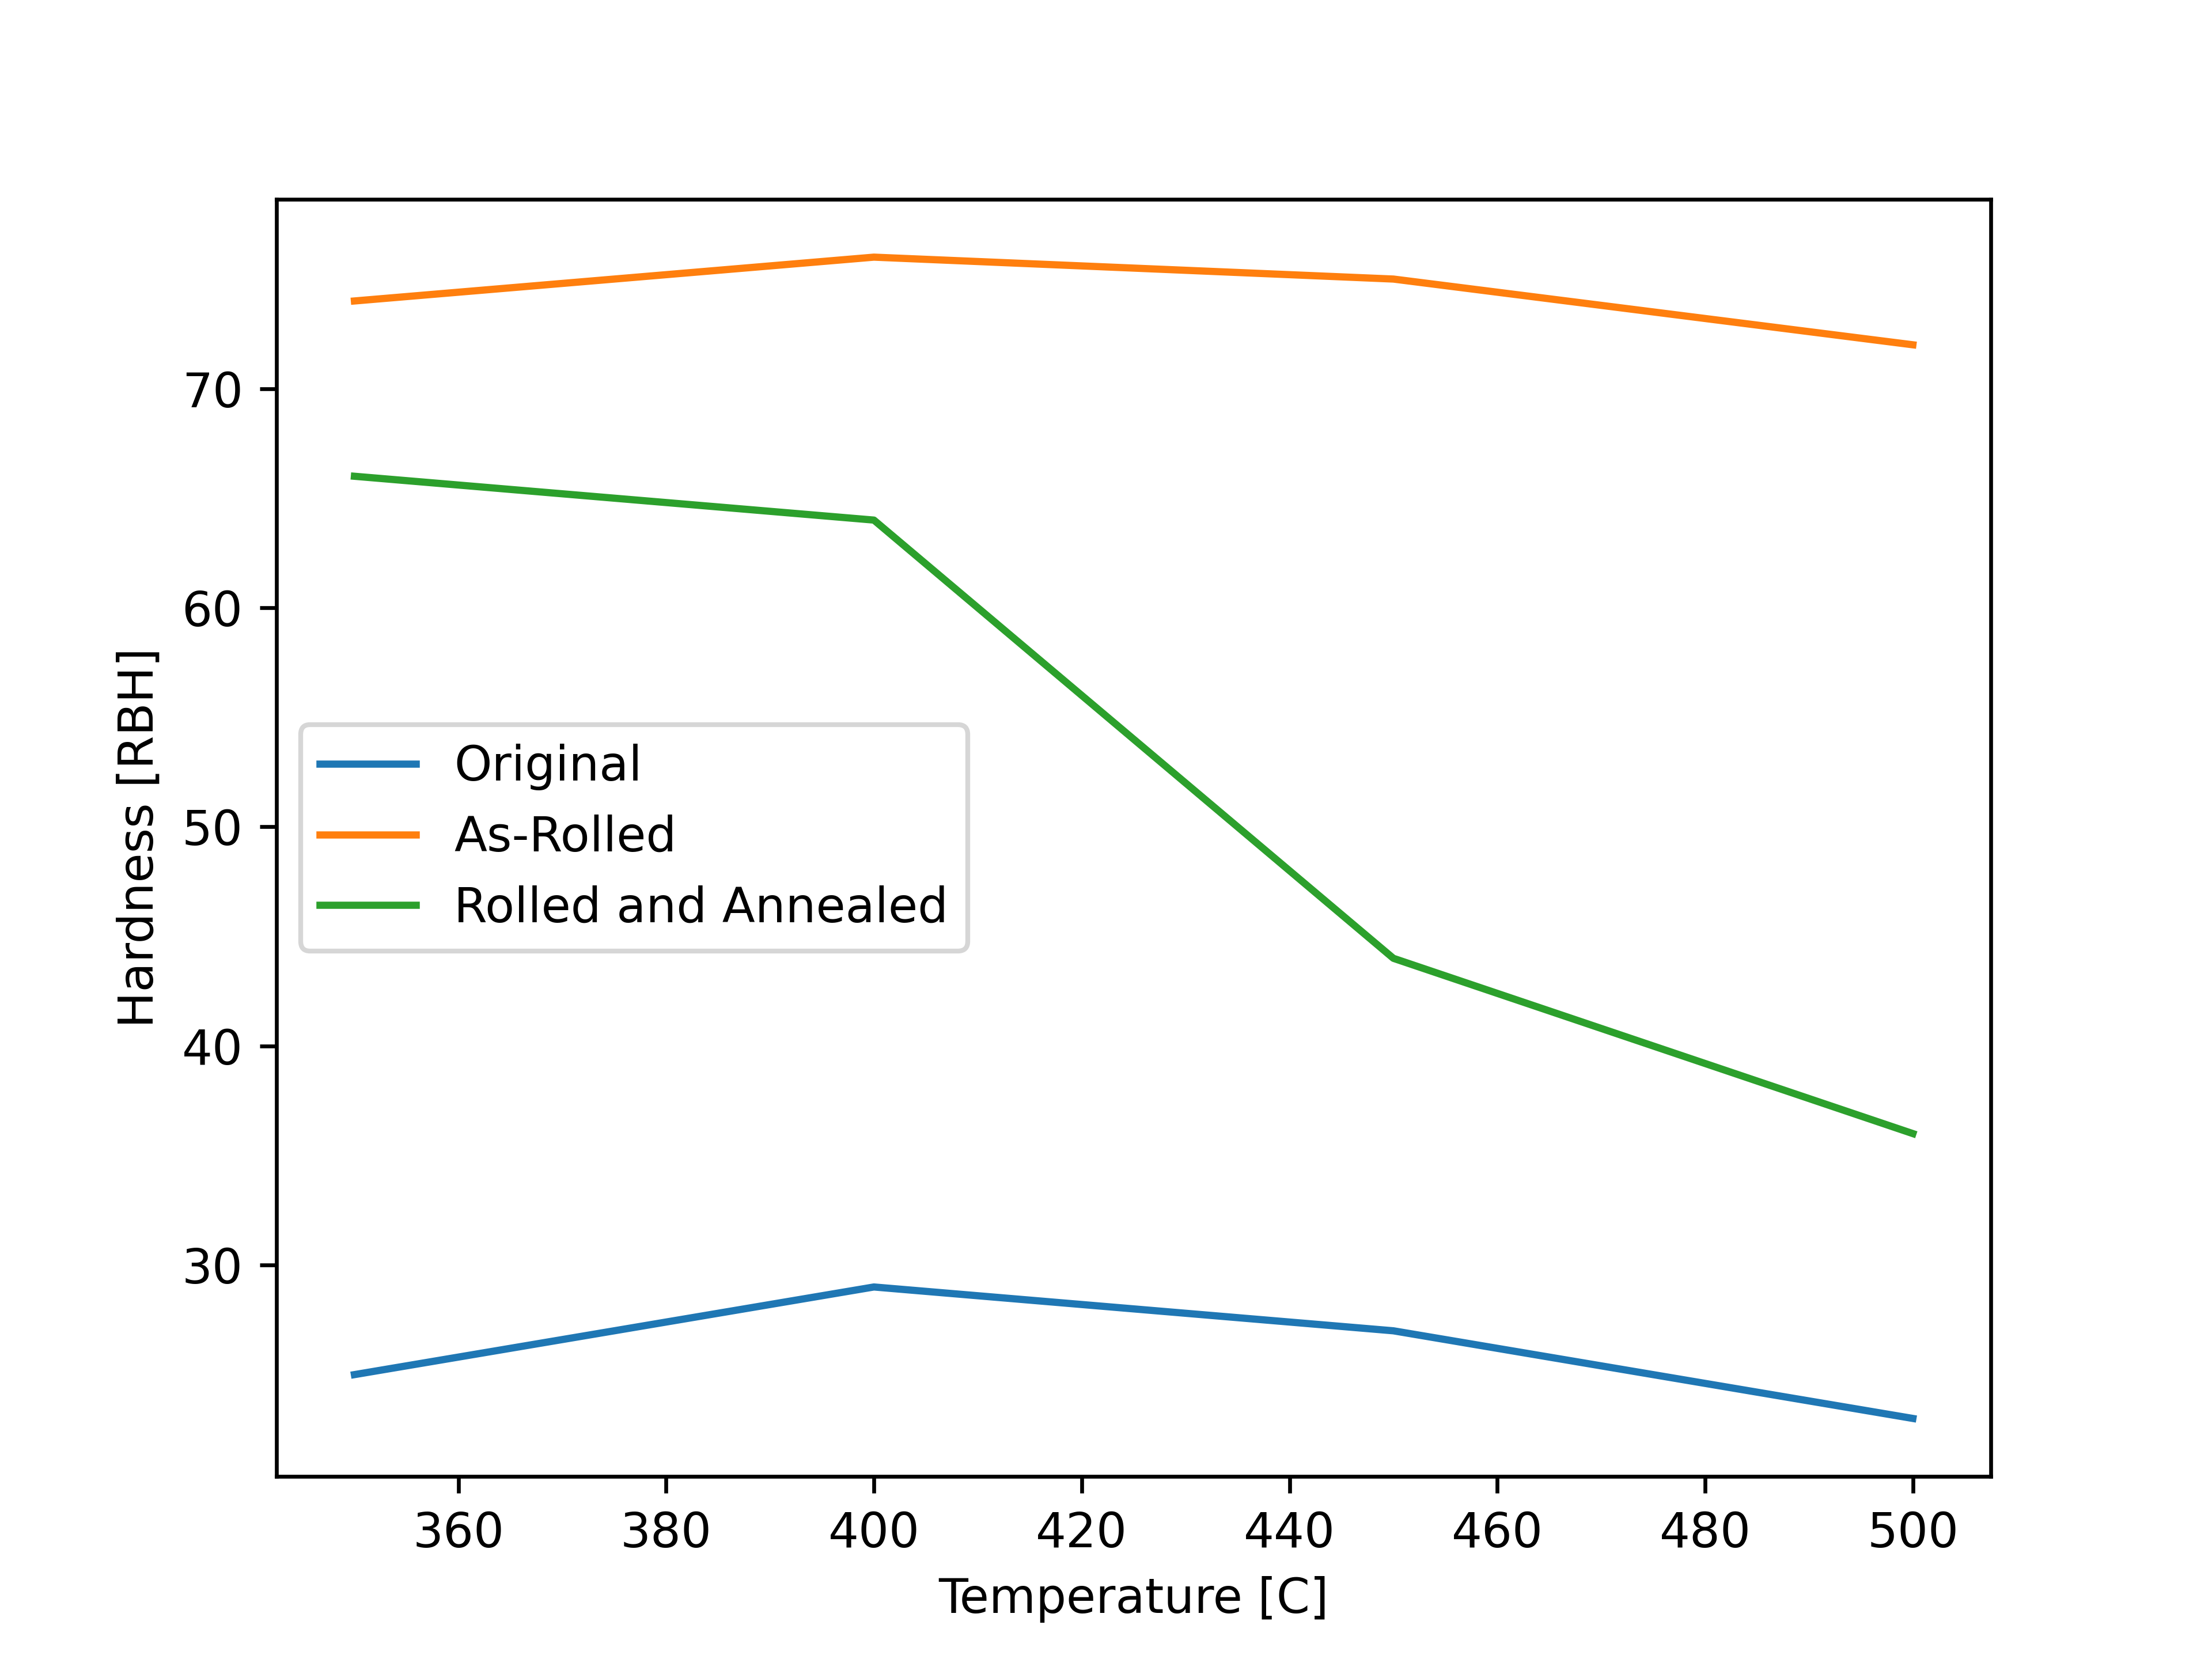 70
60
50
40
30
Hardness [RBH]
Original
As-Rolled
Rolled and Annealed
360 380 400 420 440 460 480 500
Temperature [C]